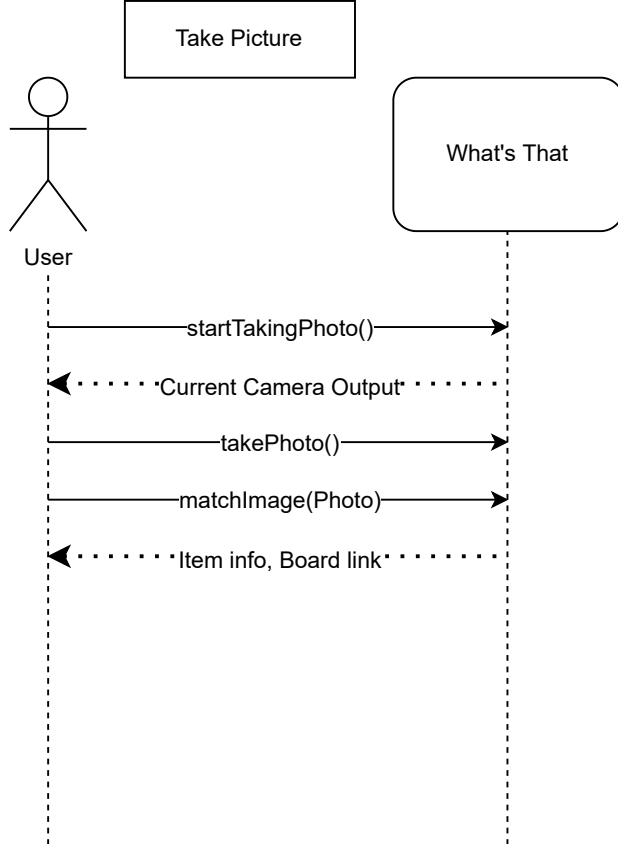 Take Picture
What's That
User
startTakingPhoto()
Current Camera Output
takePhoto()
matchImage(Photo)
Item info, Board link